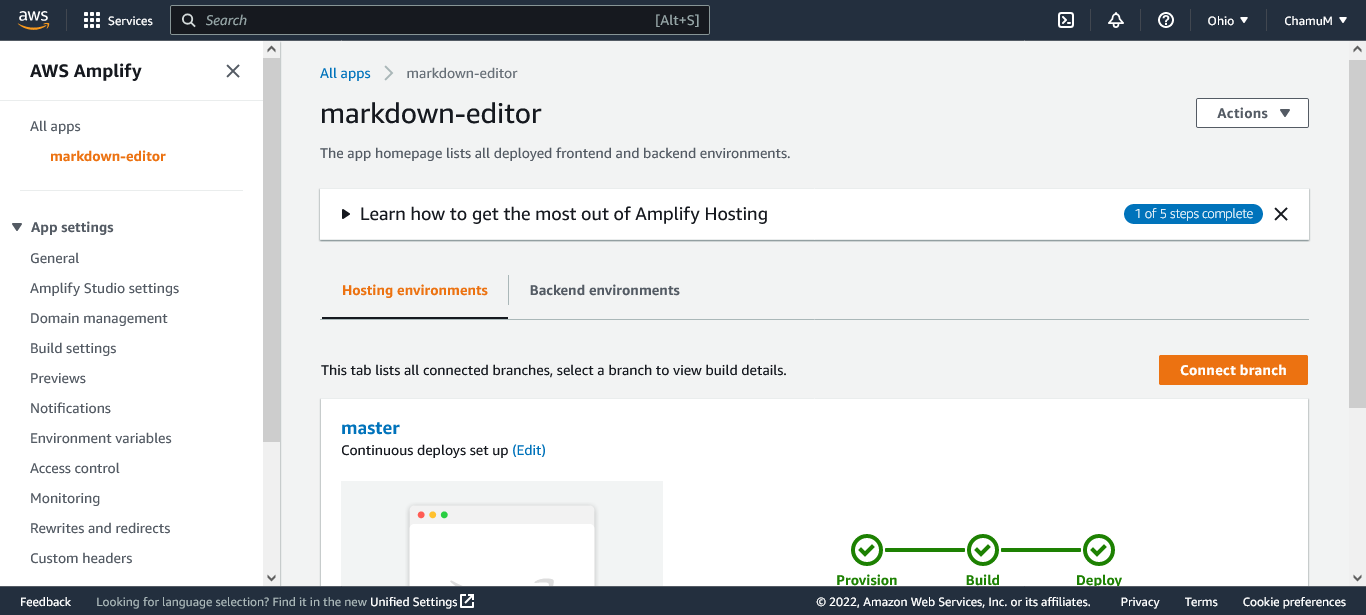 aws Services Search [Alt+S] Ohio ChamuM
AWS Amplify
All apps
markdown-editor
App settings
General
Amplify Studio settings
Domain management
Build settings
Previews
Notifications
Environment variables
Access control
Monitoring
Rewrites and redirects
Custom headers
All apps markdown-editor
markdown-editor
Actions
The app homepage lists all deployed frontend and backend environments.
Learn how to get the most out of Amplify Hosting 1 of 5 steps complete
Hosting environments Backend environments
This tab lists all connected branches, select a branch to view build details. Connect branch
master
Continuous deploys set up (Edit)
Provision Build Deploy
Feedback Looking for language selection? Find it in the new Unified Settings © 2022, Amazon Web Services, Inc. or its affiliates. Privacy Terms Cookie preferences